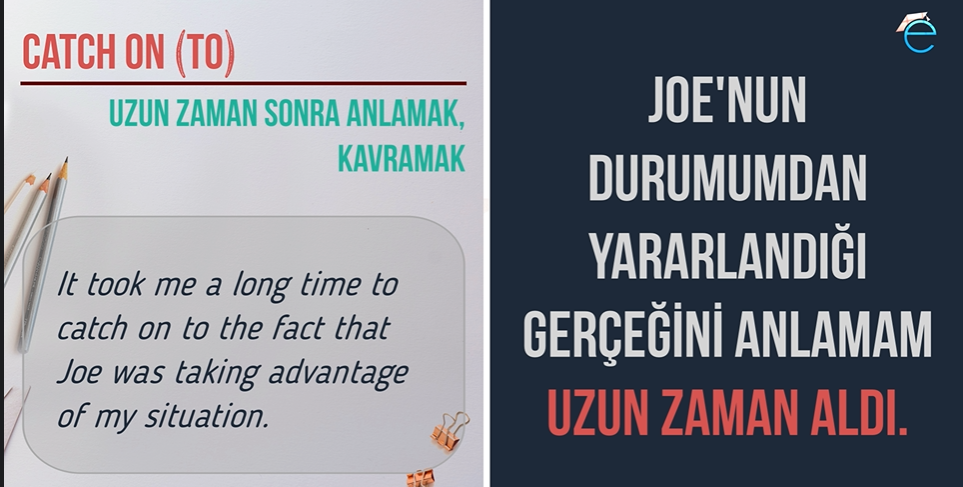 CATCH ON (TO)
UZUN ZAMAN SONRA ANLAMAK,
KAVRAMAK
It took me a long time to
catch on to the fact that
Joe was taking advantage
of my situation.
JOE'NUN
DURUMUMDAN
YARARLANDIĞI
GERÇEĞİNİ ANLAMAM
UZUN ZAMAN ALDI.
e